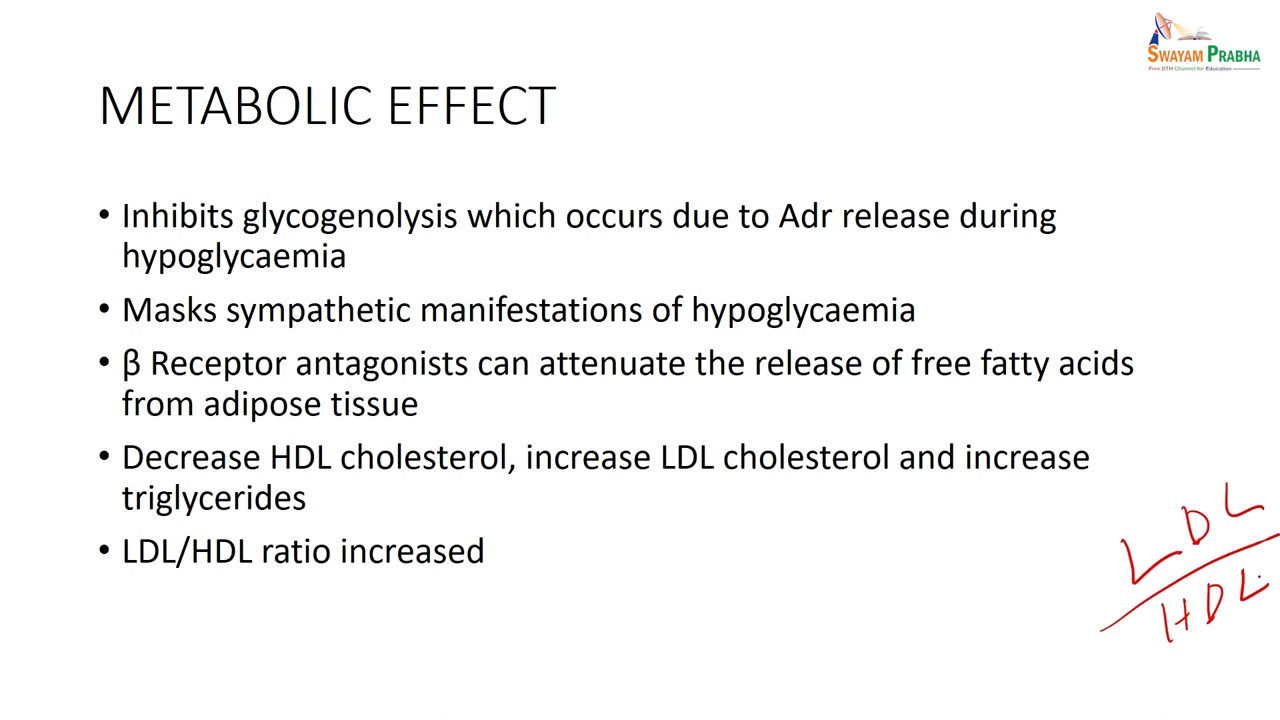 SWAYAM PRABHA
Free DTH Channel for Education
METABOLIC EFFECT
• Inhibits glycogenolysis which occurs due to Adr release during
hypoglycaemia
• Masks sympathetic manifestations of hypoglycaemia
• β Receptor antagonists can attenuate the release of free fatty acids
from adipose tissue
• Decrease HDL cholesterol, increase LDL cholesterol and increase
triglycerides
• LDL/HDL ratio increased
LDL
HDL